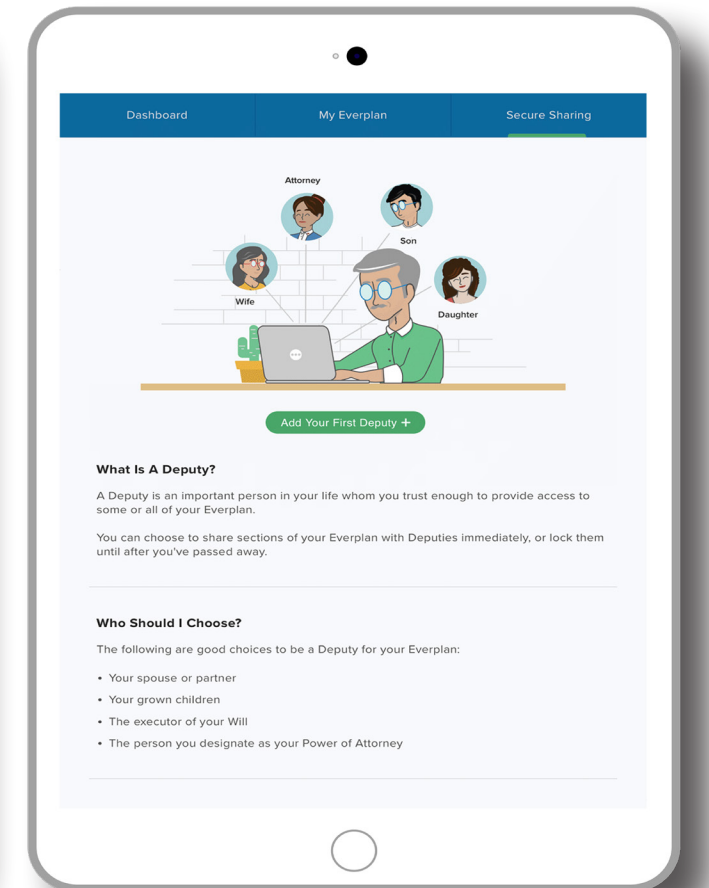 Dashboard
My Everplan
Secure Sharing
Attorney
Son
Wife
Daughter
Add Your First Deputy +
What Is A Deputy?
A Deputy is an important person in your life whom you trust enough to provide access to
some or all of your Everplan.
You can choose to share sections of your Everplan with Deputies immediately, or lock them
until after you've passed away.
Who Should I Choose?
The following are good choices to be a Deputy for your Everplan:
• Your spouse or partner
• Your grown children
• The executor of your Will
• The person you designate as your Power of Attorney